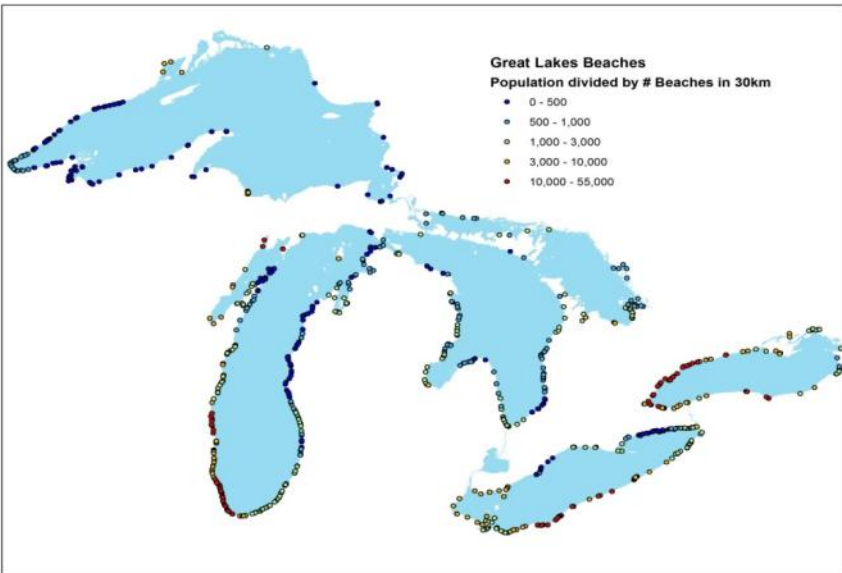 Great Lakes Beaches
Population divided by # Beaches in 30km
0 - 500
500 - 1,000
1,000 - 3,000
3,000 - 10,000
10,000 - 55,000